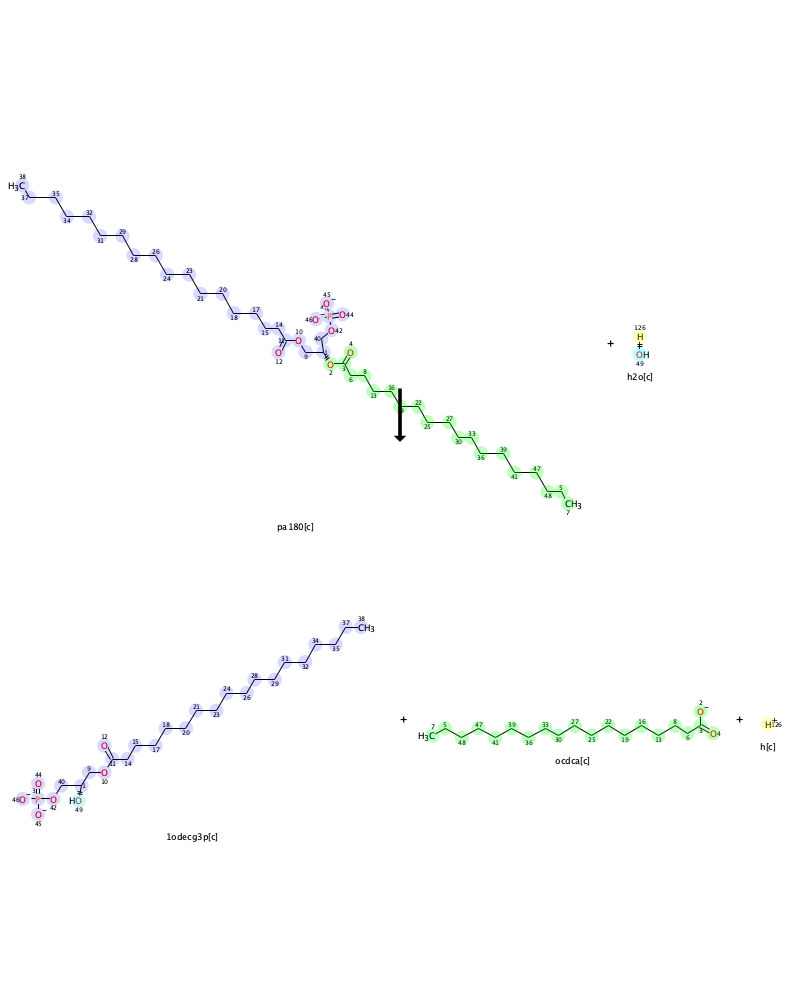 38
H₃C
37 35
34 32
31 29
28 26
24 23
21 20
18 17
15 14
10
12 9
45
O⁻
46 O⁻ P O 44
O 42
40
O
2
4
O
3
6 8
13 16
22
25 27
30 33
36 39
41 47
48 5
CH₃
7
+
126
H
OH
49
h2o[c]
pa180[c]
38
37 CH₃
34 35
31 32
28 29
24 26
21 23
18 20
15 17
12 O
11 14
9 O
10
44
O
46 O⁻ P O 40
42
O⁻
45
1
HO
49
1odecg3p[c]
+
7 5 47 39 33 27 22 16 8
H₃C 48 41 36 30 25 19 13 6
2
O⁻
3 O 4
ocdca[c]
+
H⁺ 126
h[c]